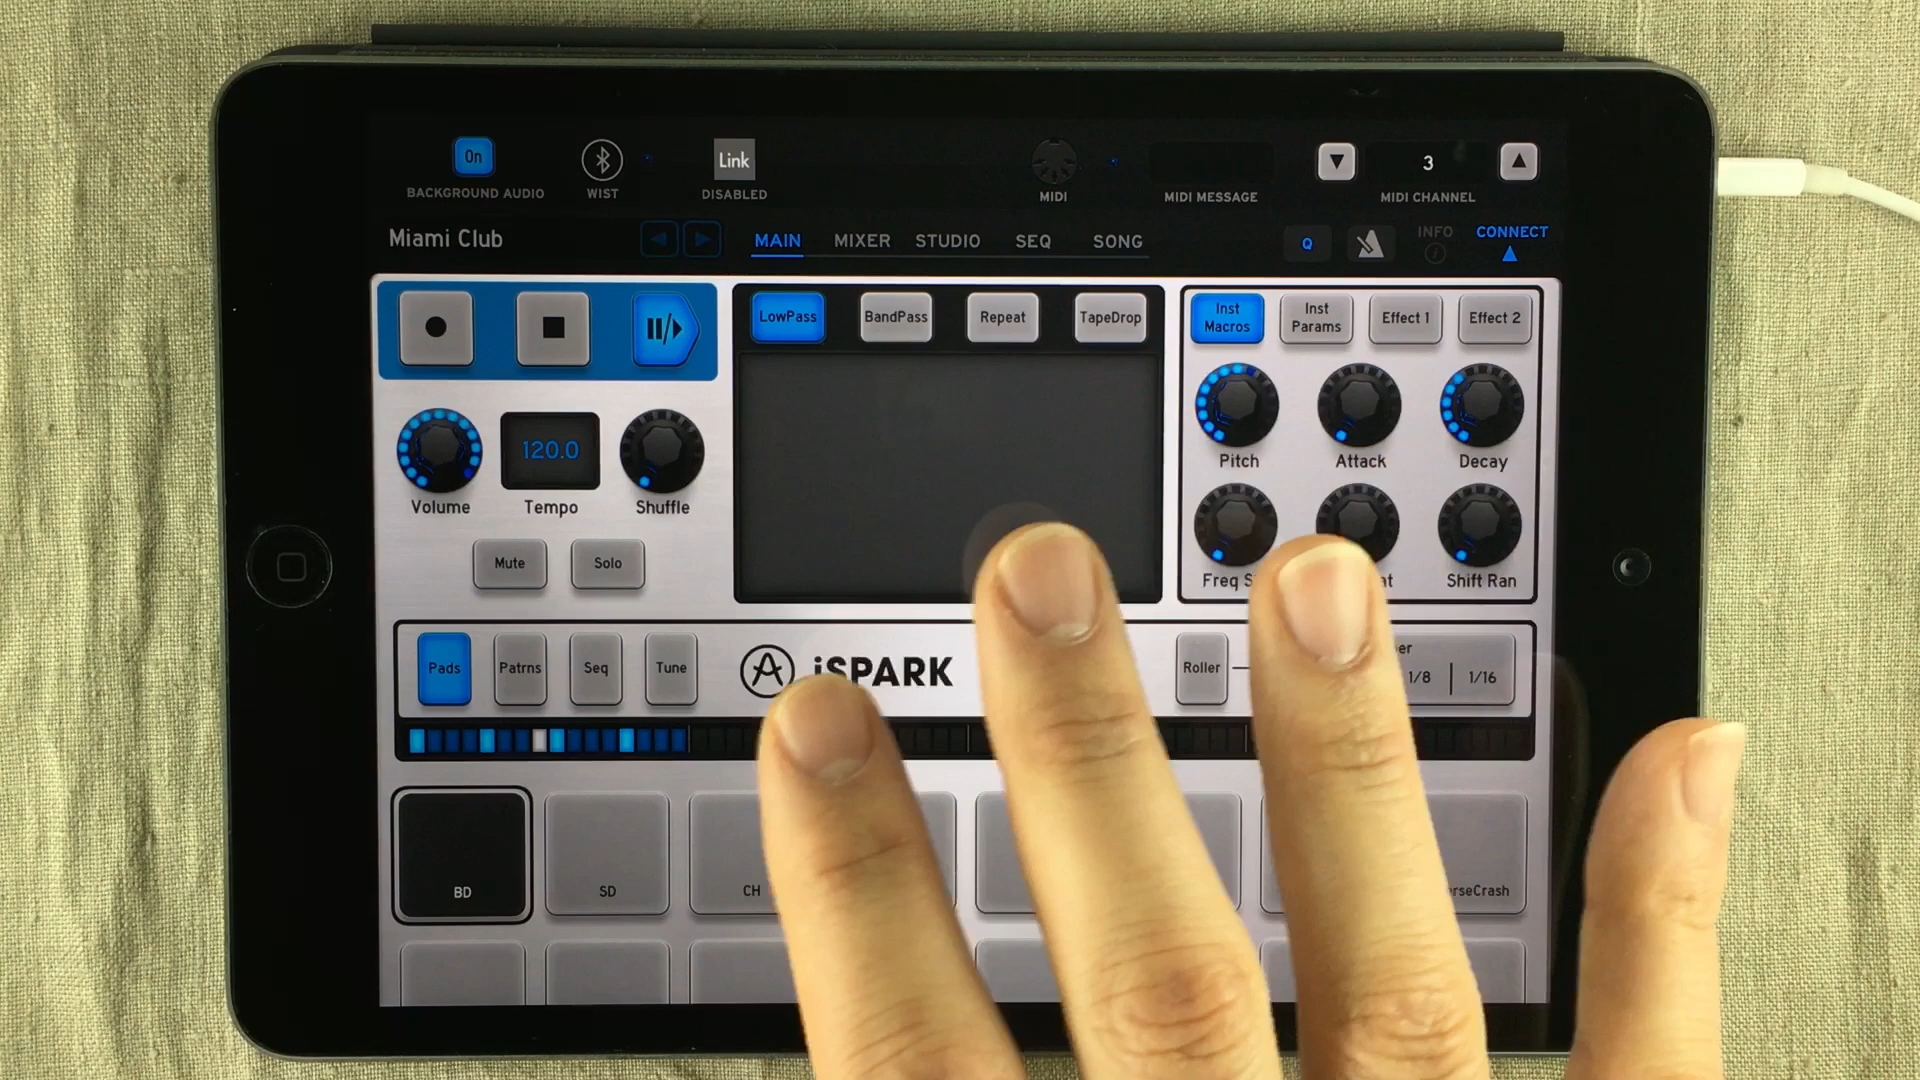 On
BACKGROUND AUDIO
WIST
Link
DISABLED
MIDI
MIDI MESSAGE
3
MIDI CHANNEL
Miami Club
MAIN
MIXER
STUDIO
SEQ
SONG
Q
INFO
CONNECT
LowPass
BandPass
Repeat
TapeDrop
Inst
Macros
Inst
Params
Effect 1
Effect 2
Volume
120.0
Tempo
Shuffle
Pitch
Attack
Decay
Mute
Solo
Freq
Shift Ran
Pads
Patrns
Seq
Tune
iSPARK
Roller
1/8
1/16
BD
SD
CH